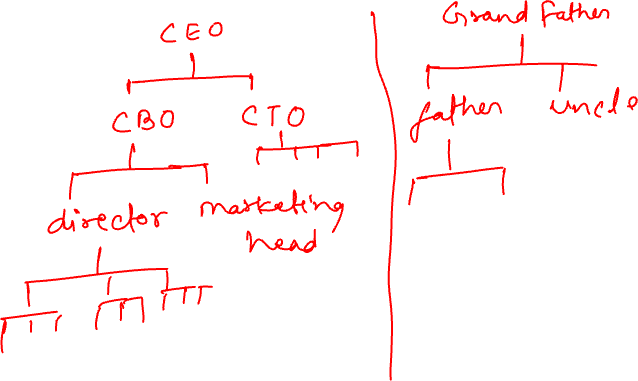 CEO
CBO
CTO
director
marketing
head
Grand Father
father
uncle